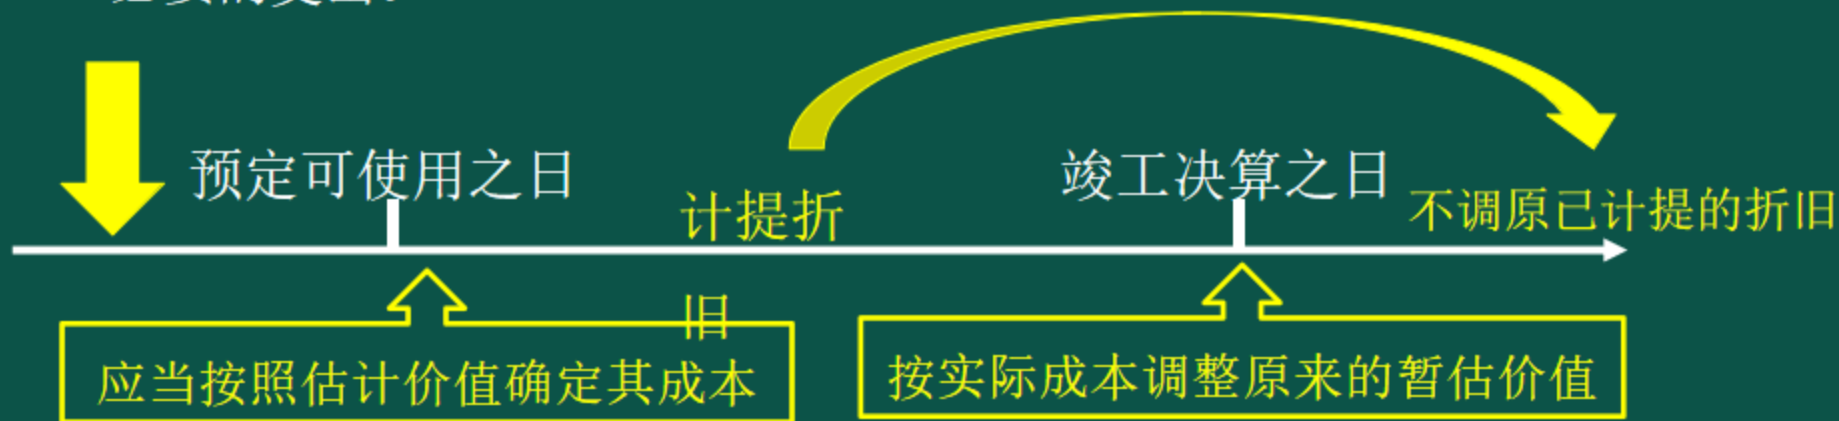 预定可使用之日
计提折
旧
竣工决算之日
不调原已计提的折旧
应当按照估计价值确定其成本
按实际成本调整原来的暂估价值